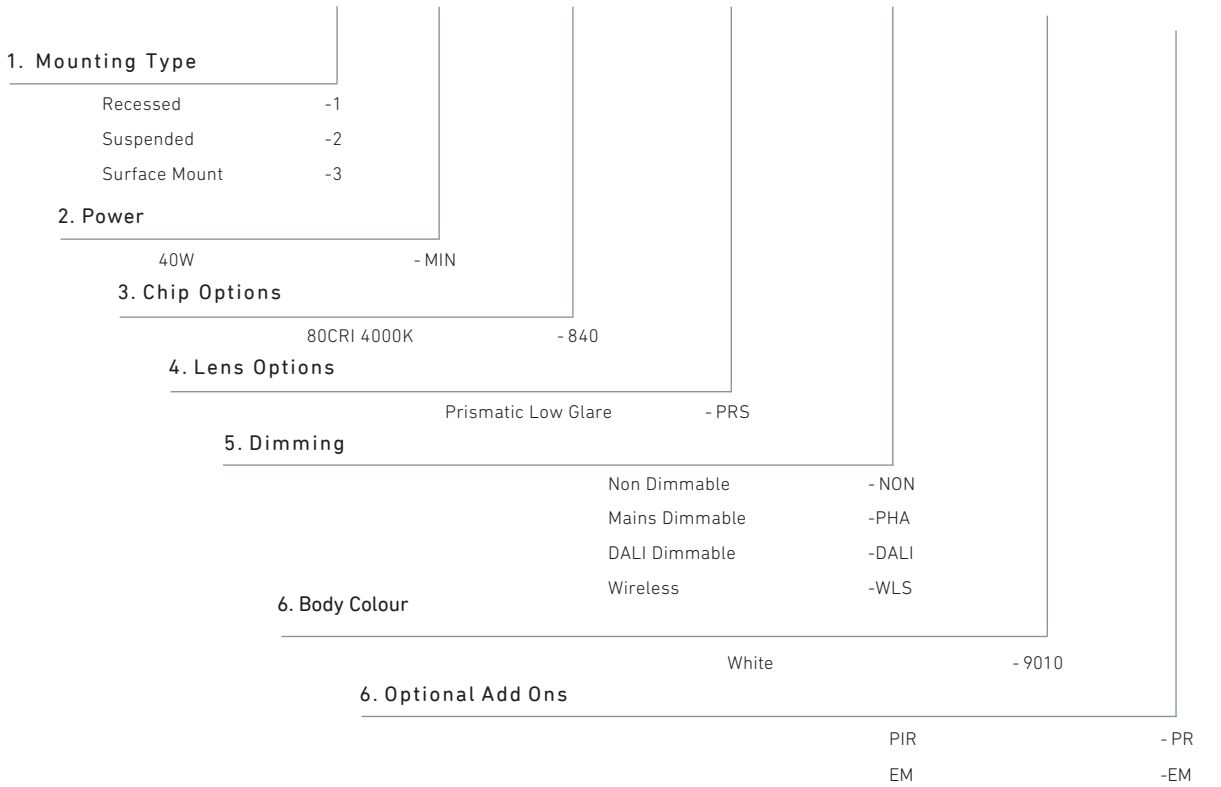 1. Mounting Type
Recessed -1
Suspended -2
Surface Mount -3
2. Power
40W - MIN
3. Chip Options
80CRI 4000K - 840
4. Lens Options
Prismatic Low Glare - PRS
5. Dimming
Non Dimmable - NON
Mains Dimmable -PHA
DALI Dimmable -DALI
Wireless -WLS
6. Body Colour
White - 9010
6. Optional Add Ons
PIR - PR
EM -EM